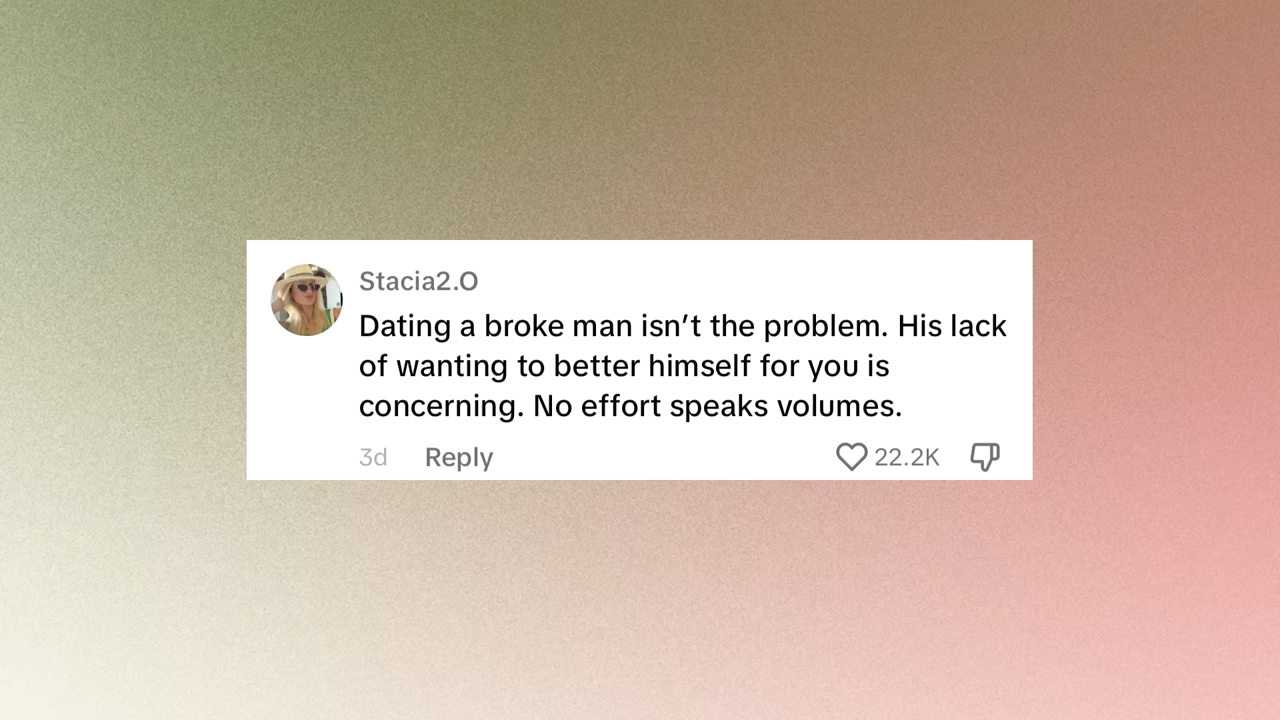 Stacia2.O
Dating a broke man isn’t the problem. His lack
of wanting to better himself for you is
concerning. No effort speaks volumes.
3d Reply 22.2K